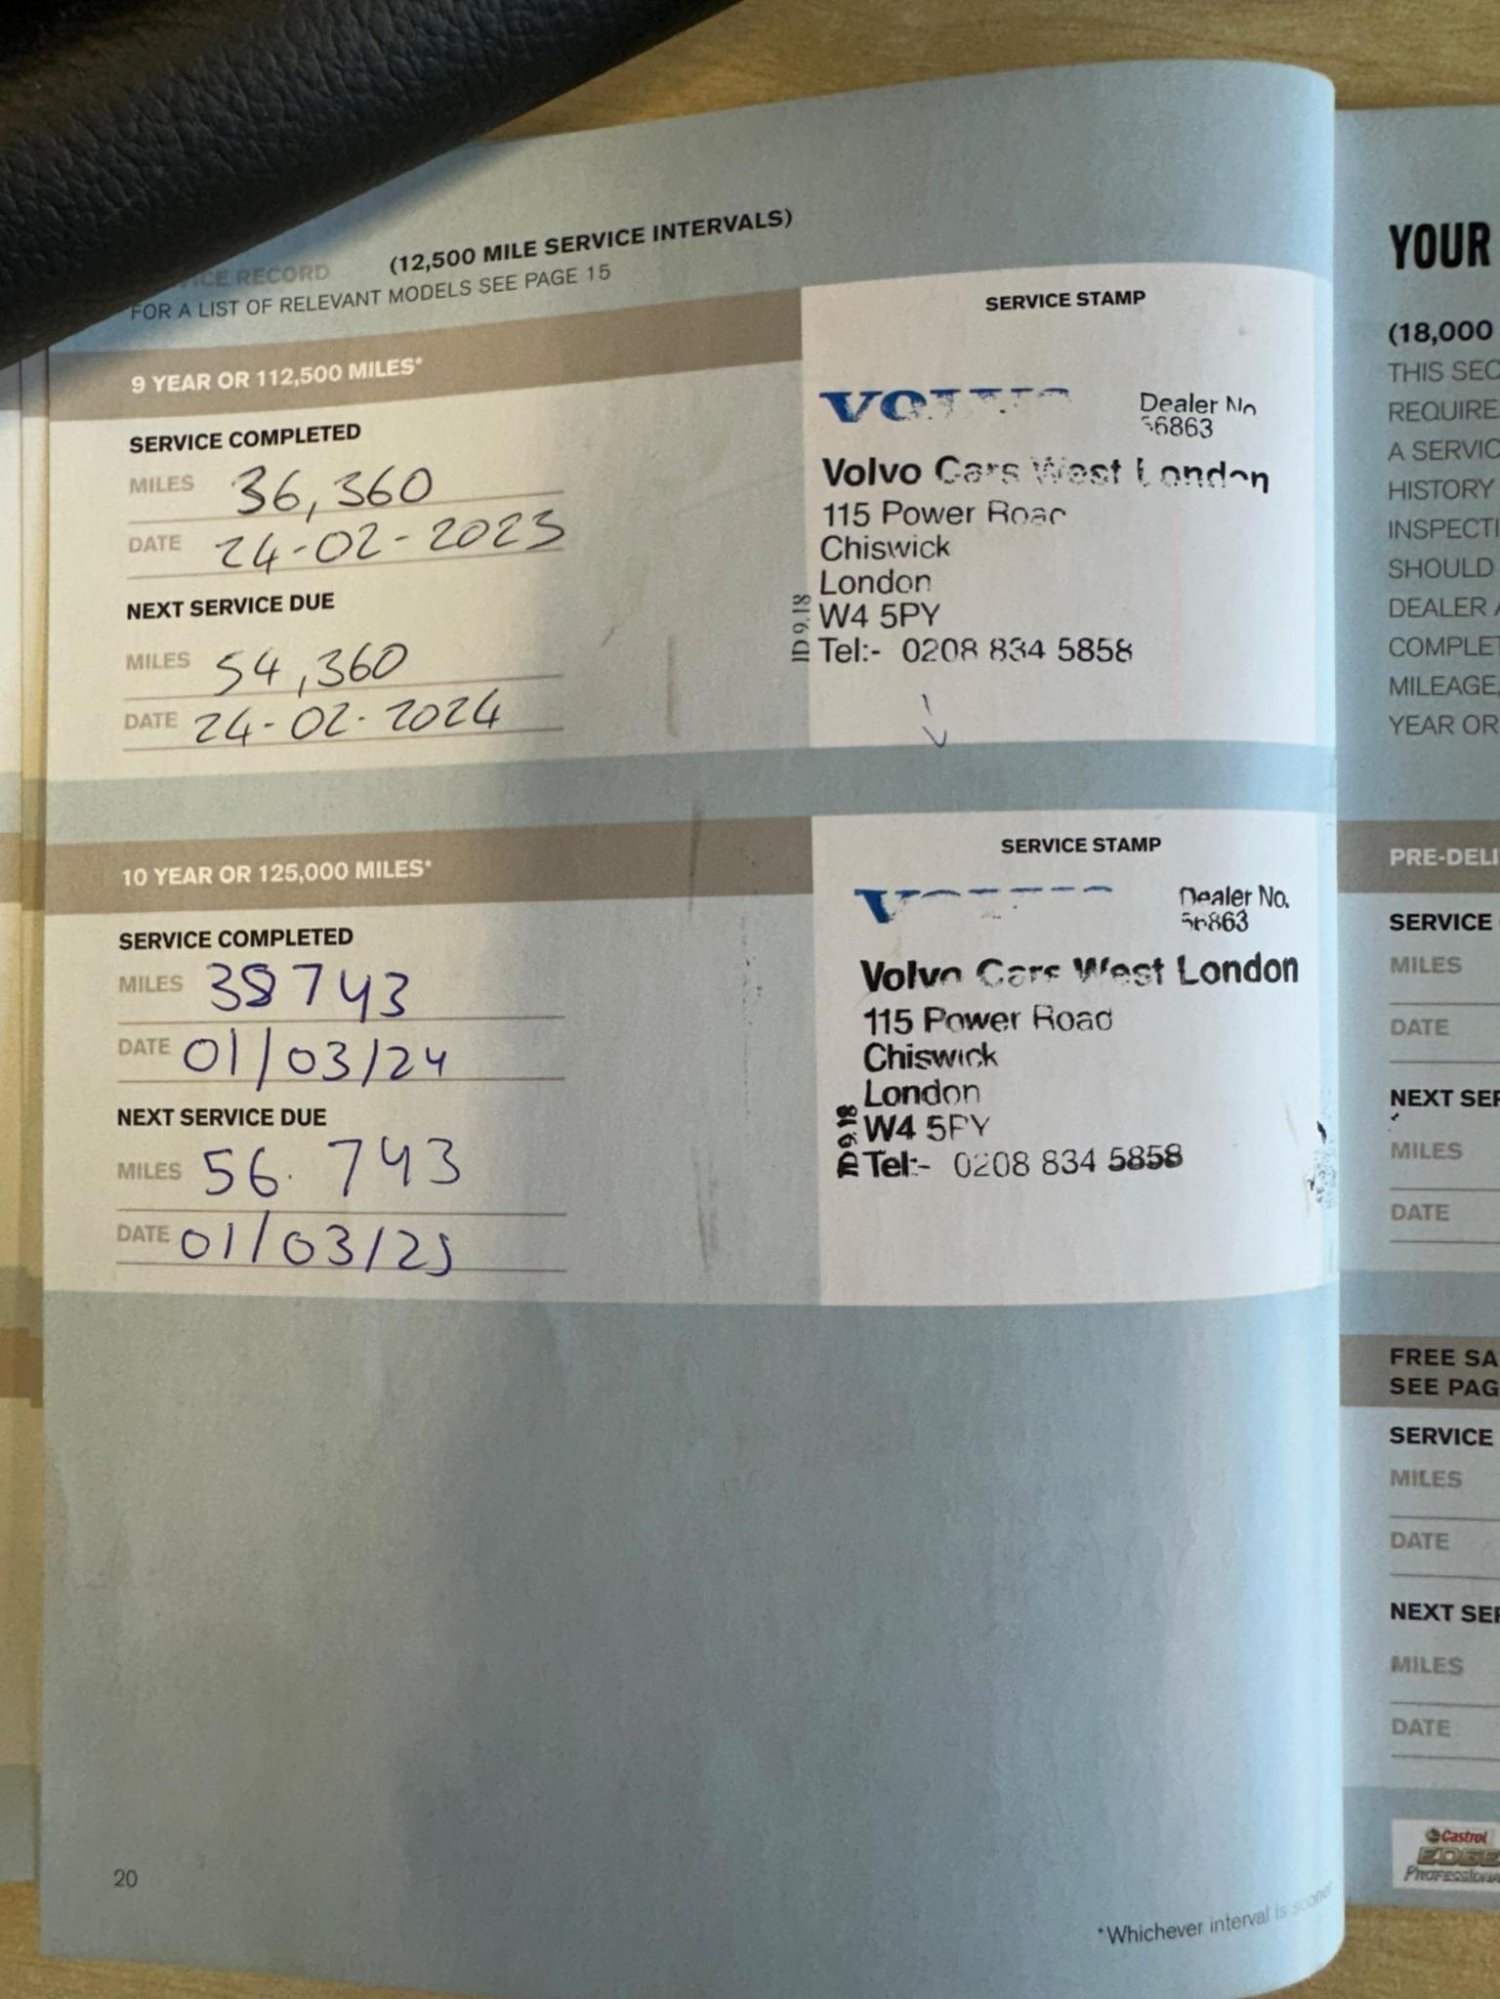 RECORD (12,500 MILE SERVICE INTERVALS)
FOR A LIST OF RELEVANT MODELS SEE PAGE 15
9 YEAR OR 112,500 MILES*
SERVICE COMPLETED
MILES 36,360
DATE 24-02-2023
NEXT SERVICE DUE
MILES 54,360
DATE 24-02-2024
SERVICE STAMP
VOLVO
Dealer No
56863
Volvo Cars West London
115 Power Road
Chiswick
London
W4 5PY
Tel:- 0208 834 5858
ID 9.18
10 YEAR OR 125,000 MILES*
SERVICE COMPLETED
MILES 38743
DATE 01/03/24
NEXT SERVICE DUE
MILES 56.743
DATE 01/03/25
SERVICE STAMP
Dealer No.
56863
Volvo Cars West London
115 Power Road
Chiswick
London
W4 5PY
Tel:- 0208 834 5858
ID 9.18
20
*Whichever interval is sooner
YOUR
(18,000
THIS SEC
REQUIRE
A SERVIC
HISTORY
INSPECTI
SHOULD
DEALER A
COMPLET
MILEAGE,
YEAR OR
PRE-DELI
SERVICE
MILES
DATE
NEXT SER
MILES
DATE
FREE SA
SEE PAG
SERVICE
MILES
DATE
NEXT SER
MILES
DATE
Castrol
EDGE
Professional